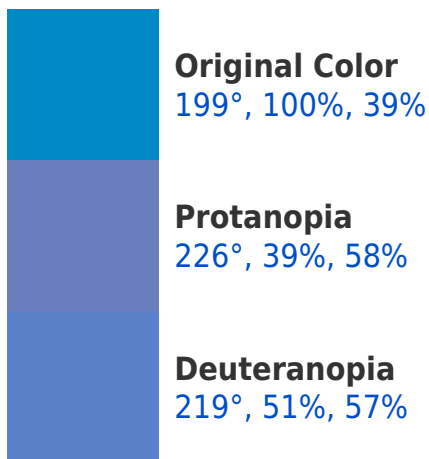 Original Color
199°, 100%, 39%
Protanopia
226°, 39%, 58%
Deuteranopia
219°, 51%, 57%